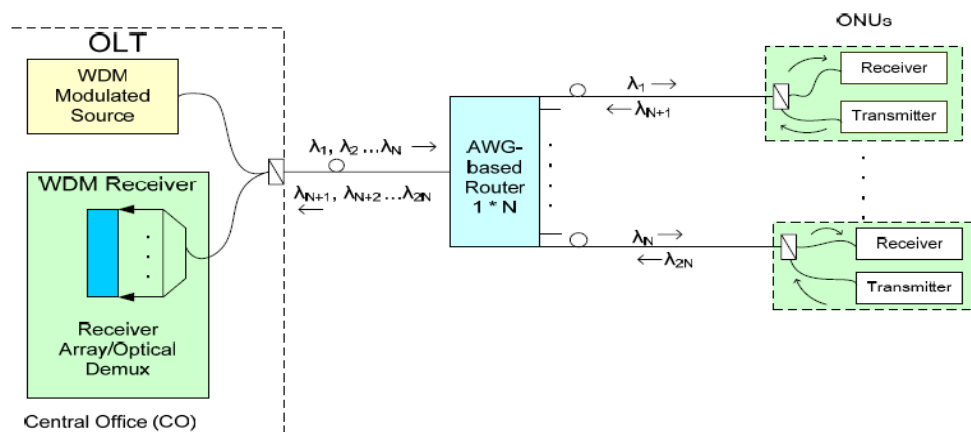 OLT
WDM
Modulated
Source
WDM Receiver
Receiver
Array/Optical
Demux
Central Office (CO)
λ1, λ2 ...λN
λN+1, λN+2 ...λ2N
AWG-
based
Router
1 * N
λ1
λN+1
λN
λ2N
ONUs
Receiver
Transmitter
Receiver
Transmitter